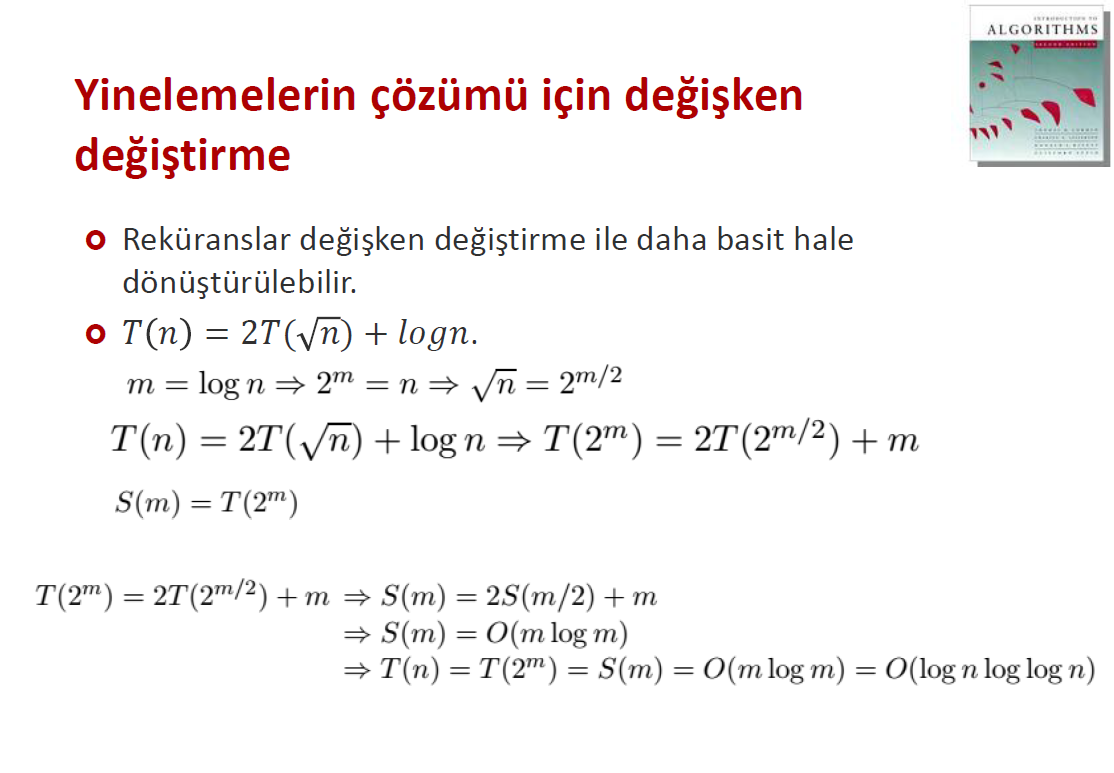 INTRODUCTION TO
ALGORITHMS
SECOND EDITION
Yinelemelerin çözümü için değişken
değiştirme
Reküranslar değişken değiştirme ile daha basit hale
dönüştürülebilir.
T(n) = 2T(√n) + logn.
m = log n ⇒ 2^m = n ⇒ √n = 2^{m/2}
T(n) = 2T(√n) + log n ⇒ T(2^m) = 2T(2^{m/2}) + m
S(m) = T(2^m)
T(2^m) = 2T(2^{m/2}) + m ⇒ S(m) = 2S(m/2) + m
⇒ S(m) = O(m log m)
⇒ T(n) = T(2^m) = S(m) = O(m log m) = O(log n log log n)